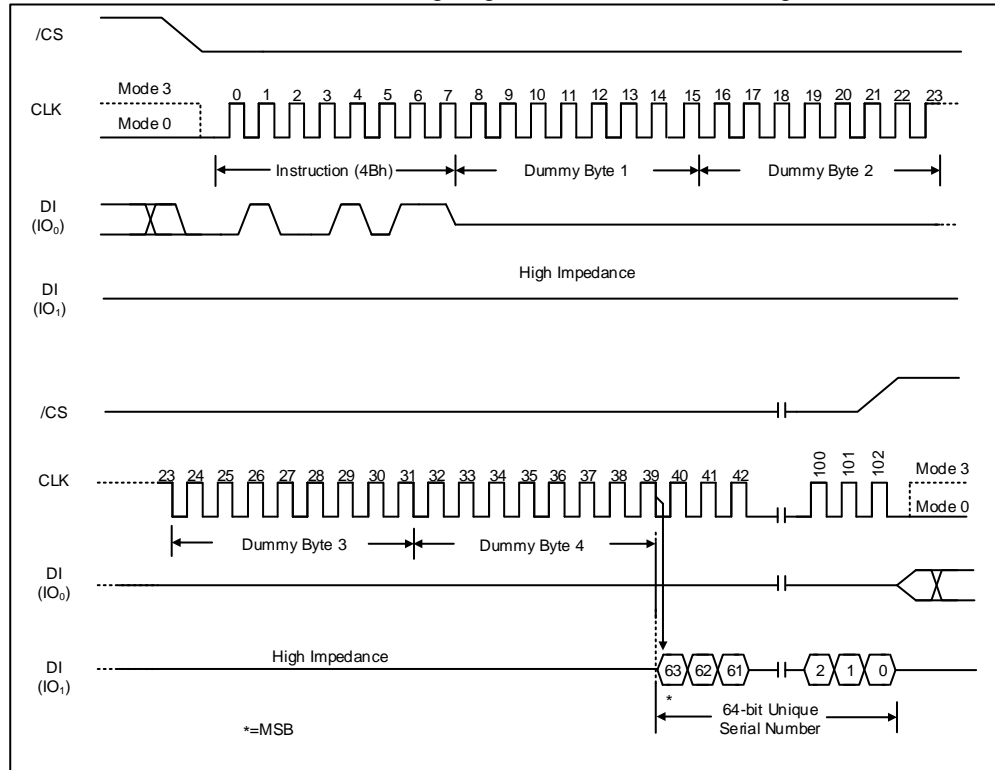 /CS
Mode 3
CLK
Mode 0
0 1 2 3 4 5 6 7 8 9 10 11 12 13 14 15 16 17 18 19 20 21 22 23
Instruction (4Bh)
Dummy Byte 1
Dummy Byte 2
DI
(IO₀)
High Impedance
DI
(IO₁)
/CS
CLK
23 24 25 26 27 28 29 30 31 32 33 34 35 36 37 38 39 40 41 42
100 101 102
Mode 3
Mode 0
Dummy Byte 3
Dummy Byte 4
DI
(IO₀)
High Impedance
DI
(IO₁)
63 62 61 2 1 0
*
64-bit Unique
Serial Number
*=MSB